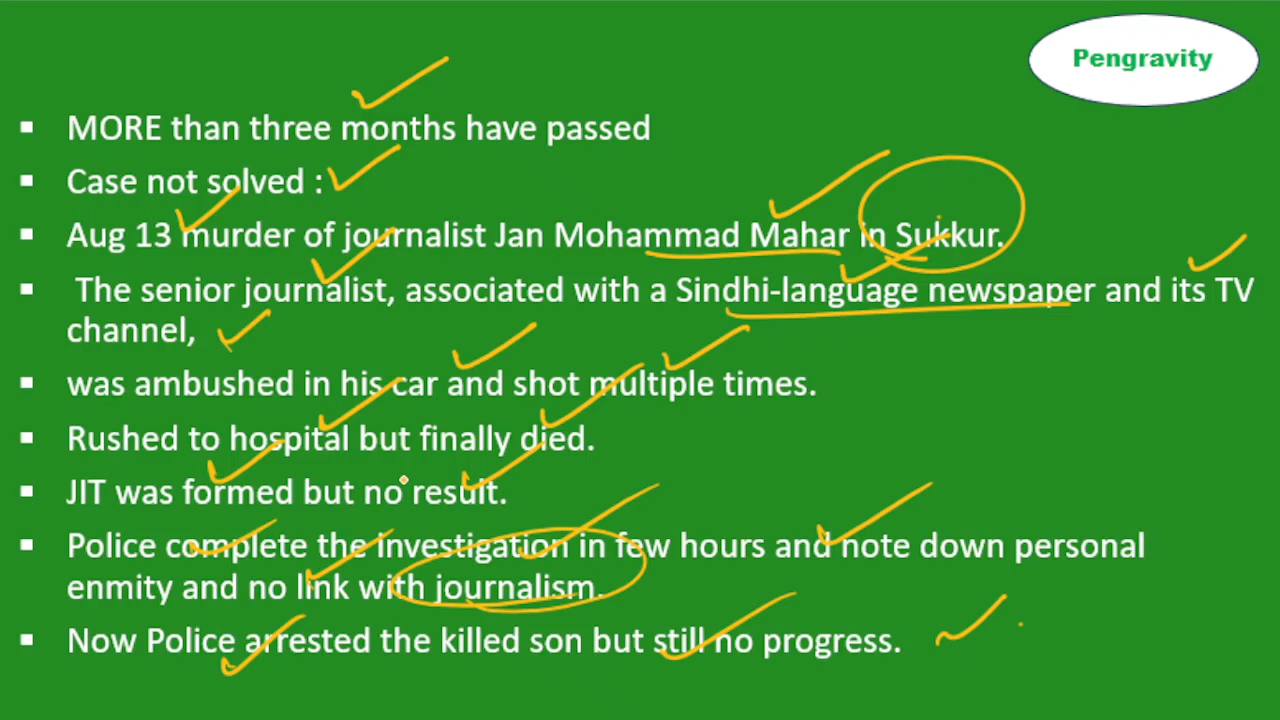 Pengravity
▪ MORE than three months have passed
▪ Case not solved :
▪ Aug 13 murder of journalist Jan Mohammad Mahar in Sukkur.
▪ The senior journalist, associated with a Sindhi-language newspaper and its TV
channel,
▪ was ambushed in his car and shot multiple times.
▪ Rushed to hospital but finally died.
▪ JIT was formed but no result.
▪ Police complete the investigation in few hours and note down personal
enmity and no link with journalism.
▪ Now Police arrested the killed son but still no progress.